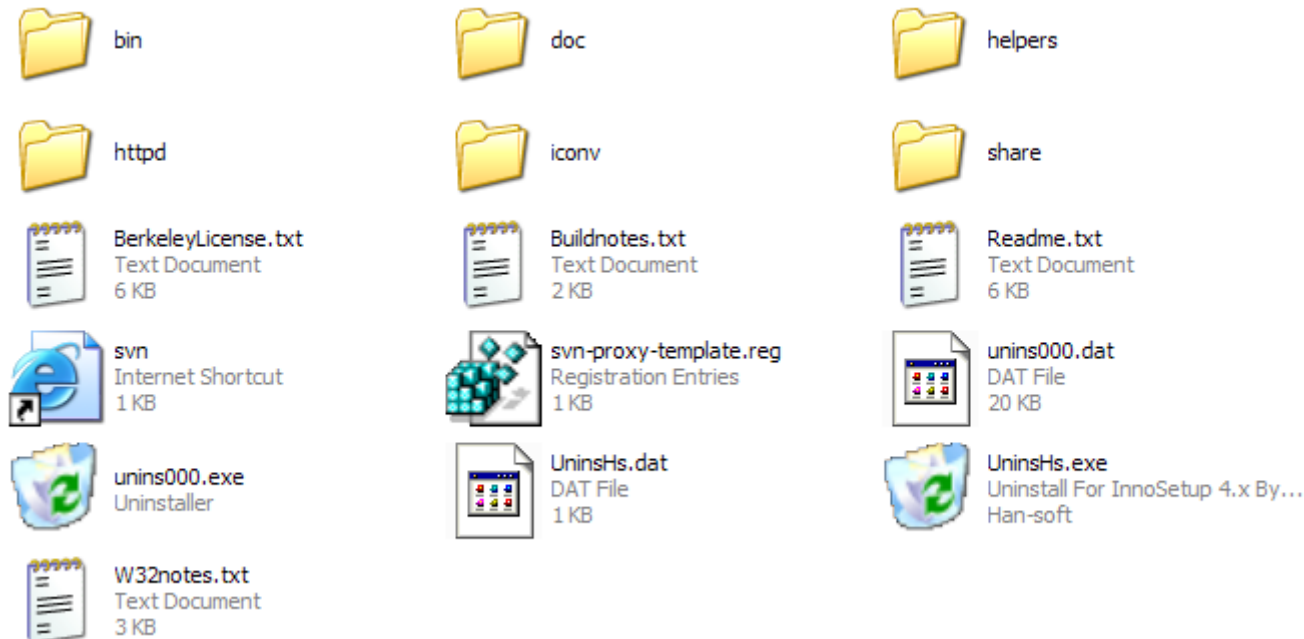 bin
doc
helpers
httpd
iconv
share
BerkeleyLicense.txt
Text Document
6 KB
Buildnotes.txt
Text Document
2 KB
Readme.txt
Text Document
6 KB
svn
Internet Shortcut
1 KB
svn-proxy-template.reg
Registration Entries
1 KB
unins000.dat
DAT File
20 KB
unins000.exe
Uninstaller
UninsHs.dat
DAT File
1 KB
UninsHs.exe
Uninstall For InnoSetup 4.x By...
Han-soft
W32notes.txt
Text Document
3 KB